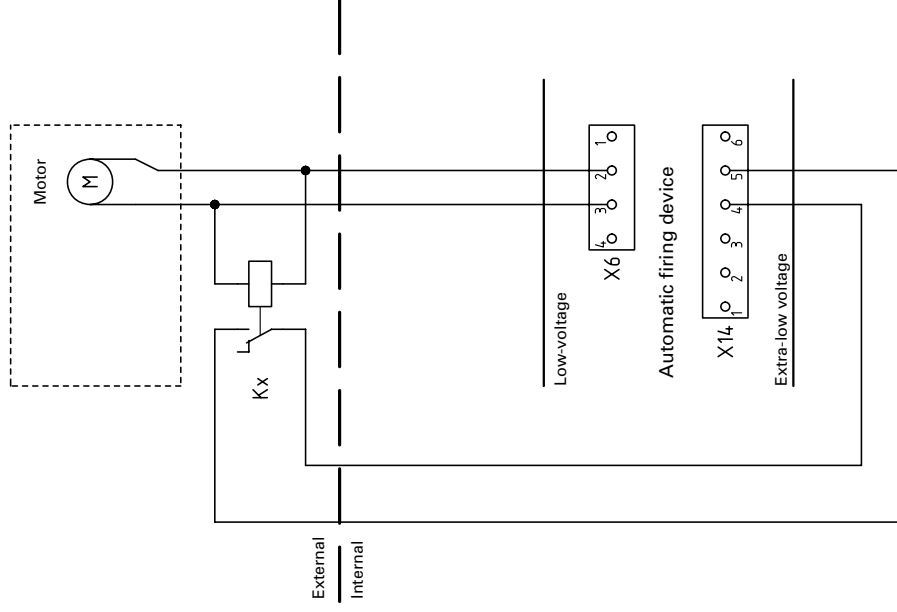 Motor
M
Kx
External
Internal
Low-voltage
X6
4
3
2
1
Automatic firing device
X14
1
2
3
4
5
6
Extra-low voltage